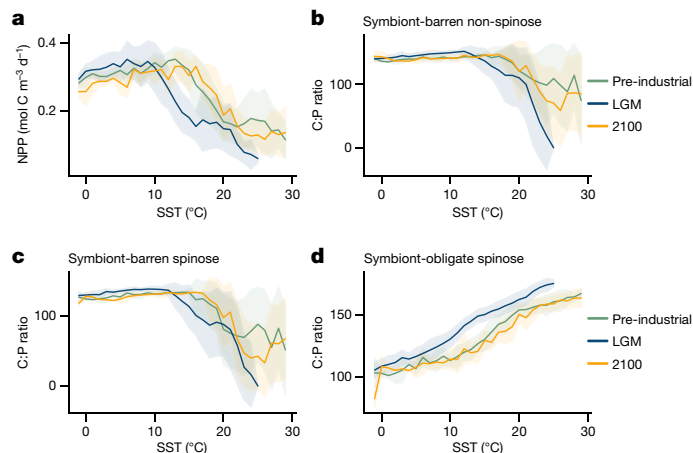 a
NPP (mol C m⁻³ d⁻¹)
0.4
0.2
0 10 20 30
SST (°C)
b Symbiont-barren non-spinose
C:P ratio
100
0
0 10 20 30
SST (°C)
Pre-industrial
LGM
2100
c Symbiont-barren spinose
C:P ratio
100
0
0 10 20 30
SST (°C)
d Symbiont-obligate spinose
C:P ratio
150
100
0 10 20 30
SST (°C)
Pre-industrial
LGM
2100